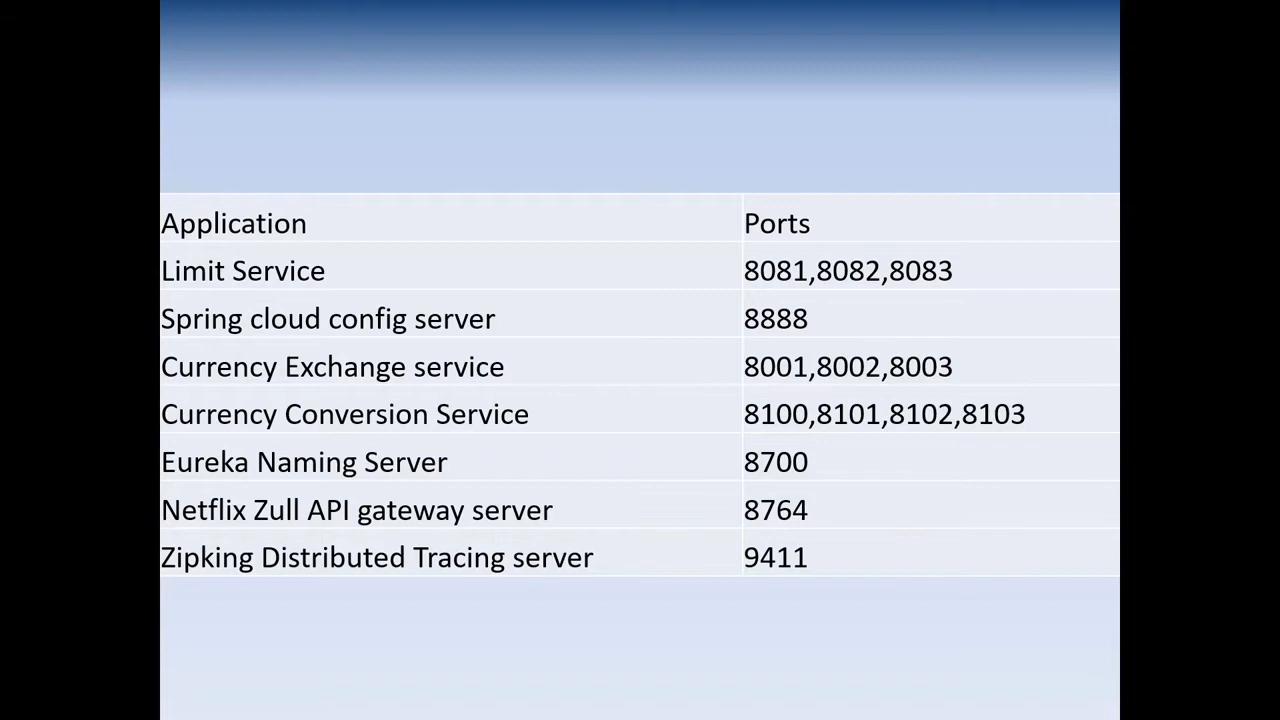 Application Ports
Limit Service 8081,8082,8083
Spring cloud config server 8888
Currency Exchange service 8001,8002,8003
Currency Conversion Service 8100,8101,8102,8103
Eureka Naming Server 8700
Netflix Zull API gateway server 8764
Zipking Distributed Tracing server 9411